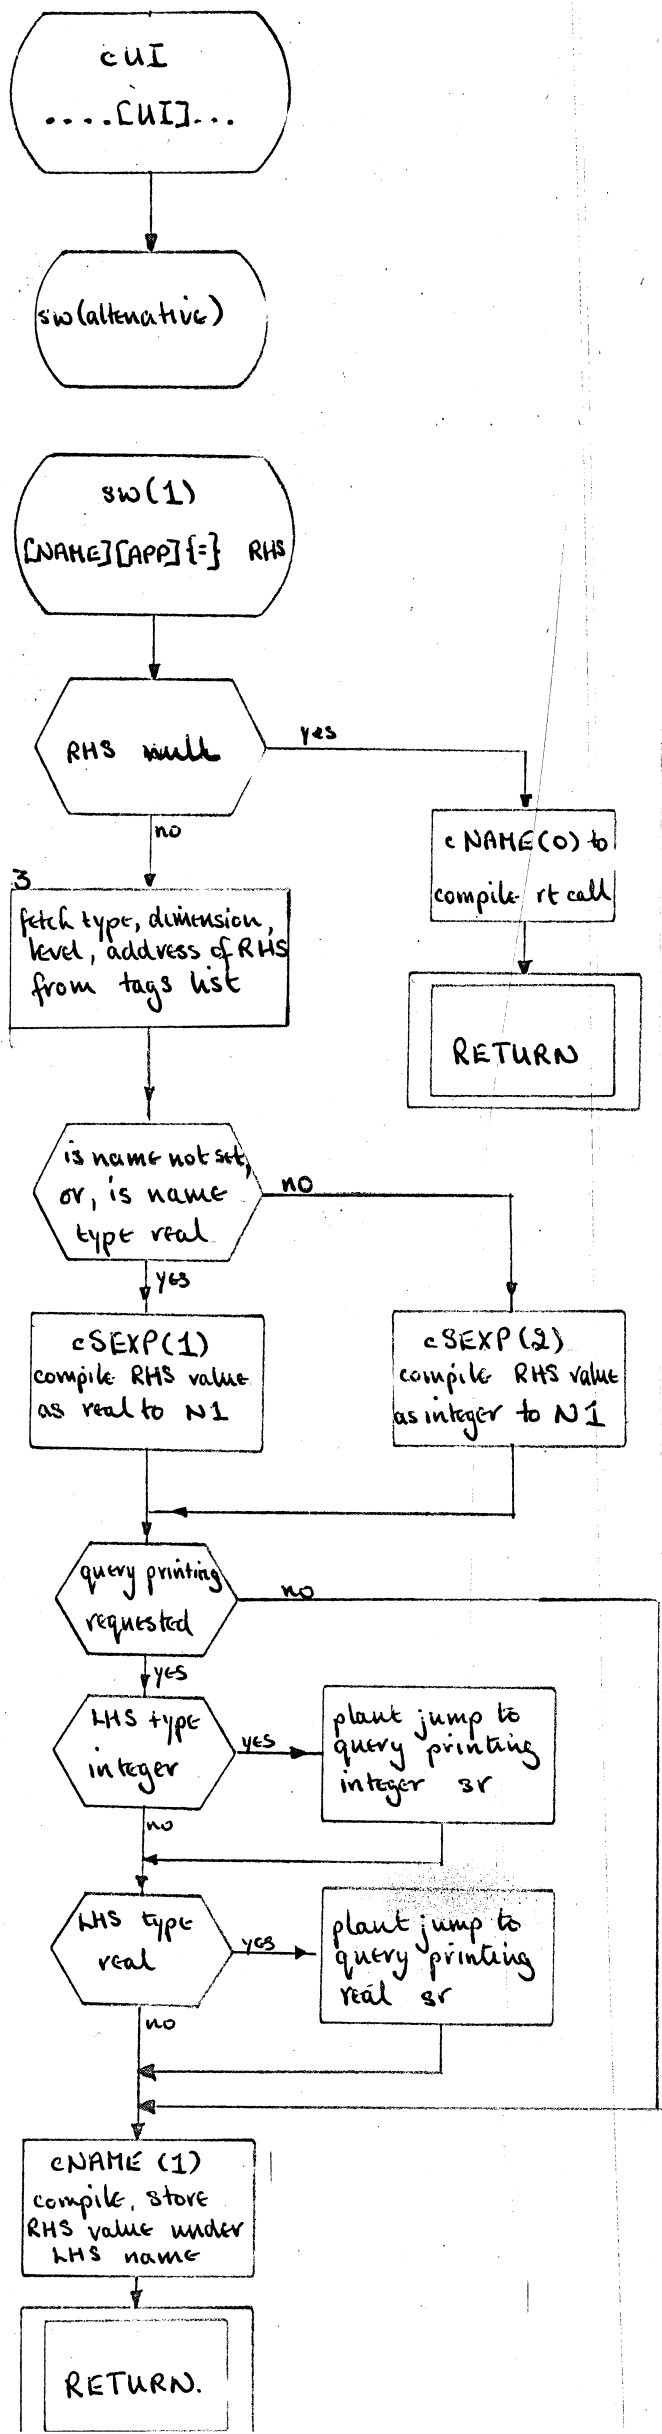 cUI
....[UI]...
sw(altenative)
sw(1)
[NAME][APP]{=} RHS
RHS null
yes
no
cNAME(0) to
compile rt call
RETURN
3
fetch type, dimension,
level, address of RHS
from tags list
is name not set,
or, is name
type real
no
yes
cSEXP(1)
compile RHS value
as real to N1
cSEXP(2)
compile RHS value
as integer to N1
query printing
requested
no
yes
LHS type
integer
yes
no
plant jump to
query printing
integer sr
LHS type
real
yes
no
plant jump to
query printing
real sr
cNAME (1)
compile, store
RHS value under
LHS name
RETURN.